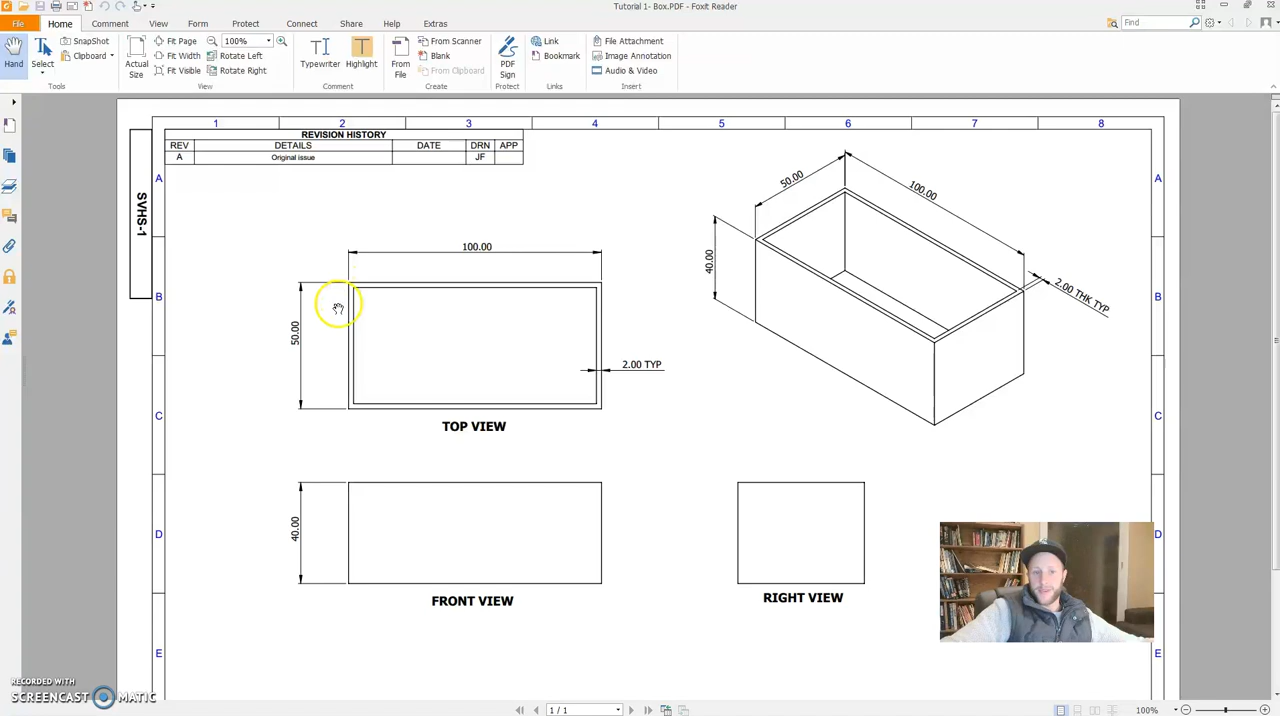 Tutorial 1- Box.PDF - Foxit Reader
File Home Comment View Form Protect Connect Share Help Extras Find
Hand
Select
SnapShot
Clipboard
Tools
Actual Size
Fit Page
Fit Width
Fit Visible
100%
Rotate Left
Rotate Right
View
Typewriter
Highlight
Comment
From File
From Scanner
Blank
From Clipboard
Create
PDF Sign
Protect
Link
Bookmark
Links
File Attachment
Image Annotation
Audio & Video
Insert
1 2 3 4 5 6 7 8
REVISION HISTORY
REV DETAILS DATE DRN APP
A Original issue JF
SVHS-1
A A
B B
C C
D D
E E
100.00
50.00
2.00 TYP
TOP VIEW
50.00
100.00
40.00
2.00 THK TYP
40.00
FRONT VIEW
RIGHT VIEW
RECORDED WITH
SCREENCAST MATIC
1 / 1
100%